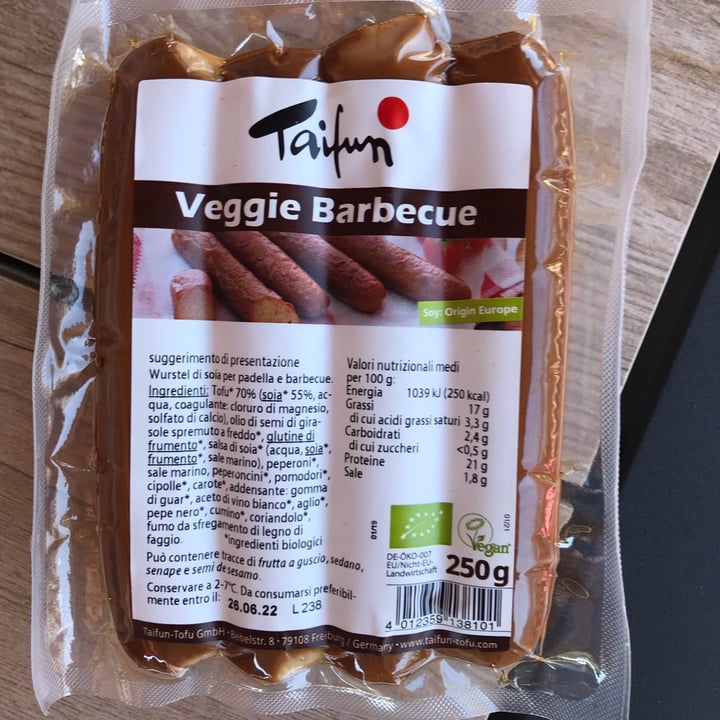 Taifun
Veggie Barbecue
Soy: Origin Europe
suggerimento di presentazione
Wurstel di soia per padella e barbecue.
Ingredienti: Tofu* 70% (soia* 55%, ac-
qua, coagulante: cloruro di magnesio,
solfato di calcio), olio di semi di gira-
sole spremuto a freddo*, glutine di
frumento*, salsa di soia* (acqua, soia*,
frumento*, sale marino), peperoni*,
sale marino, peperoncini*, pomodori*,
cipolle*, carote*, addensante: gomma
di guar*, aceto di vino bianco*, aglio*,
pepe nero*, cumino*, coriandolo*,
fumo da sfregamento di legno di
faggio. *ingredienti biologici
Può contenere tracce di frutta a guscio, sedano,
senape e semi di sesamo.
Conservare a 2-7°C. Da consumarsi preferibil-
mente entro il: 26.06.22 L 238
Valori nutrizionali medi
per 100 g:
Energia 1039 kJ (250 kcal)
Grassi 17 g
di cui acidi grassi saturi 3,3 g
Carboidrati 2,4 g
di cui zuccheri <0,5 g
Proteine 21 g
Sale 1,8 g
01/21
Vegan
DE-ÖKO-007
EU/Nicht-EU-
Landwirtschaft
250g
4 012359 138101
Taifun-Tofu GmbH · Bebelstr. 8 · 79108 Freiburg / Germany · www.taifun-tofu.com